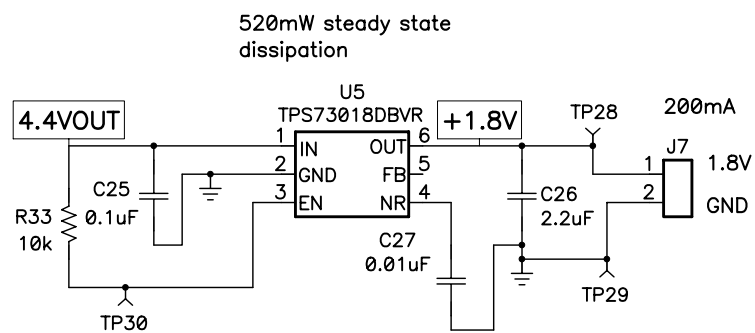 520mW steady state
dissipation
U5
TPS73018DBVR
4.4VOUT
+1.8V
TP28
200mA
1
IN
OUT
6
2
GND
FB
5
3
EN
NR
4
J7
1
1.8V
2
GND
C25
0.1uF
R33
10k
C26
2.2uF
C27
0.01uF
TP30
TP29